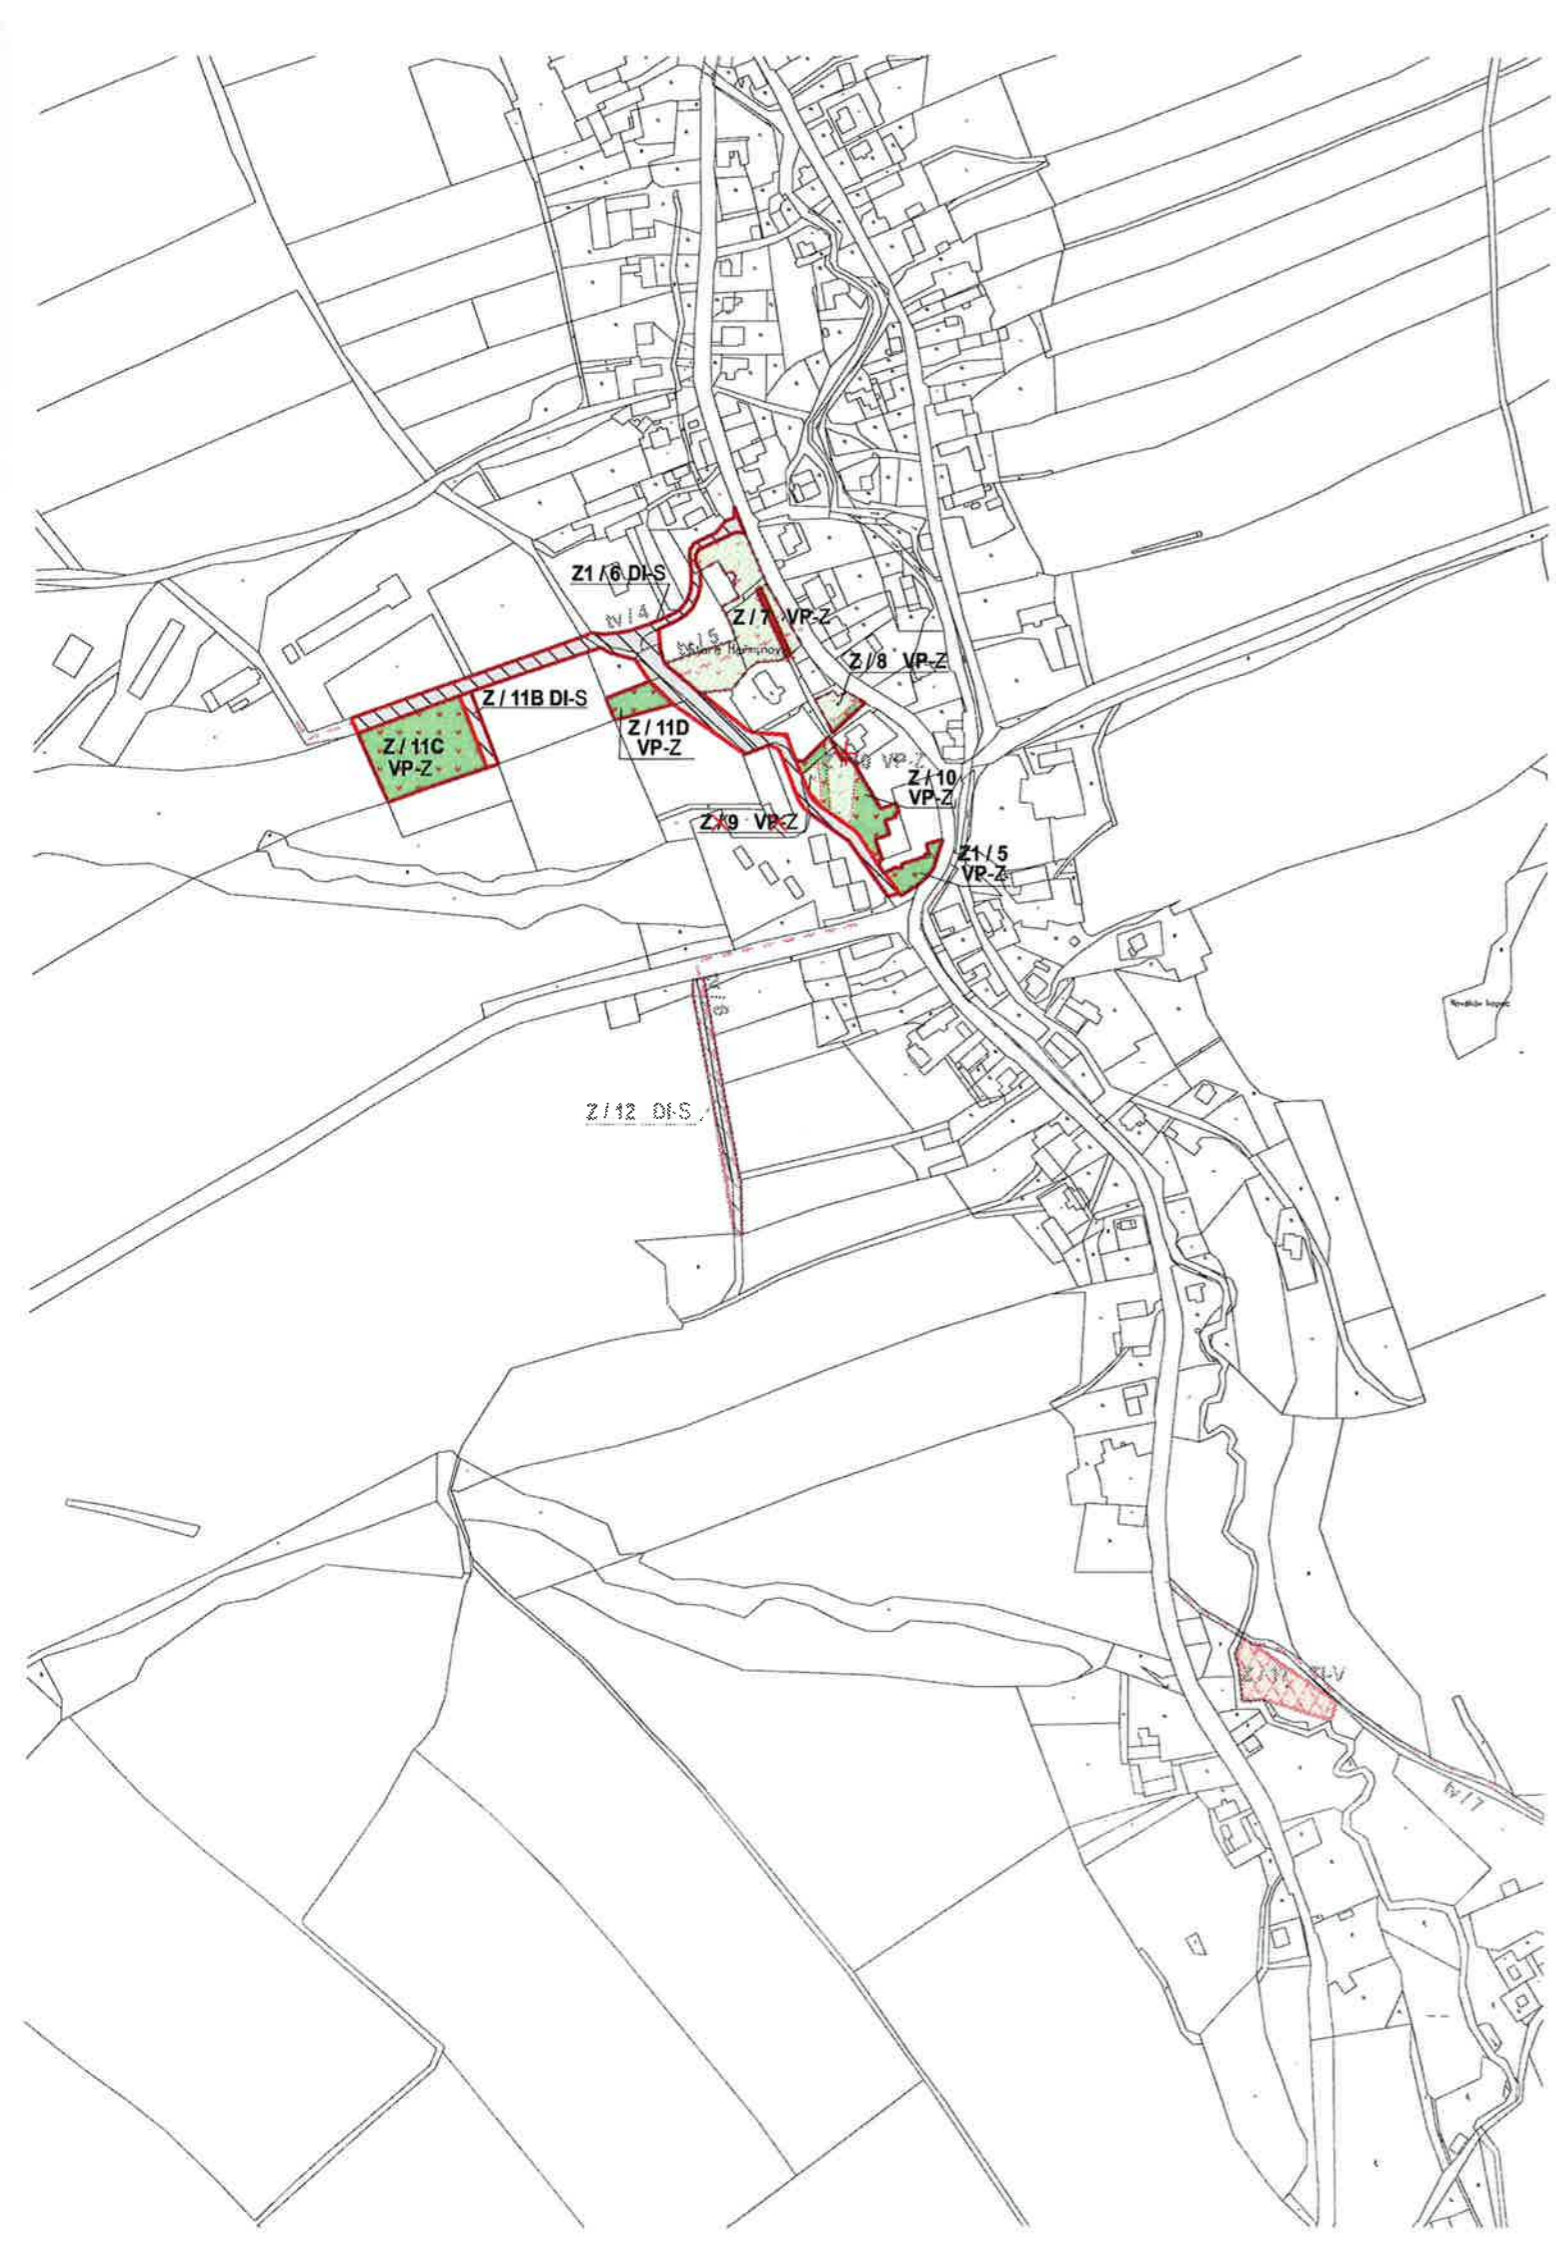 Z1 / 6 DI-S
tv / 4
Z / 7 VP-Z
tv / 5
Z / 8 VP-Z
Z / 11B DI-S
Z / 11D
VP-Z
Z / 11C
VP-Z
VP-Z
Z / 10
VP-Z
Z / 9 VP-Z
Z1 / 5
VP-Z
Z / 12 DI-S
tv / 7